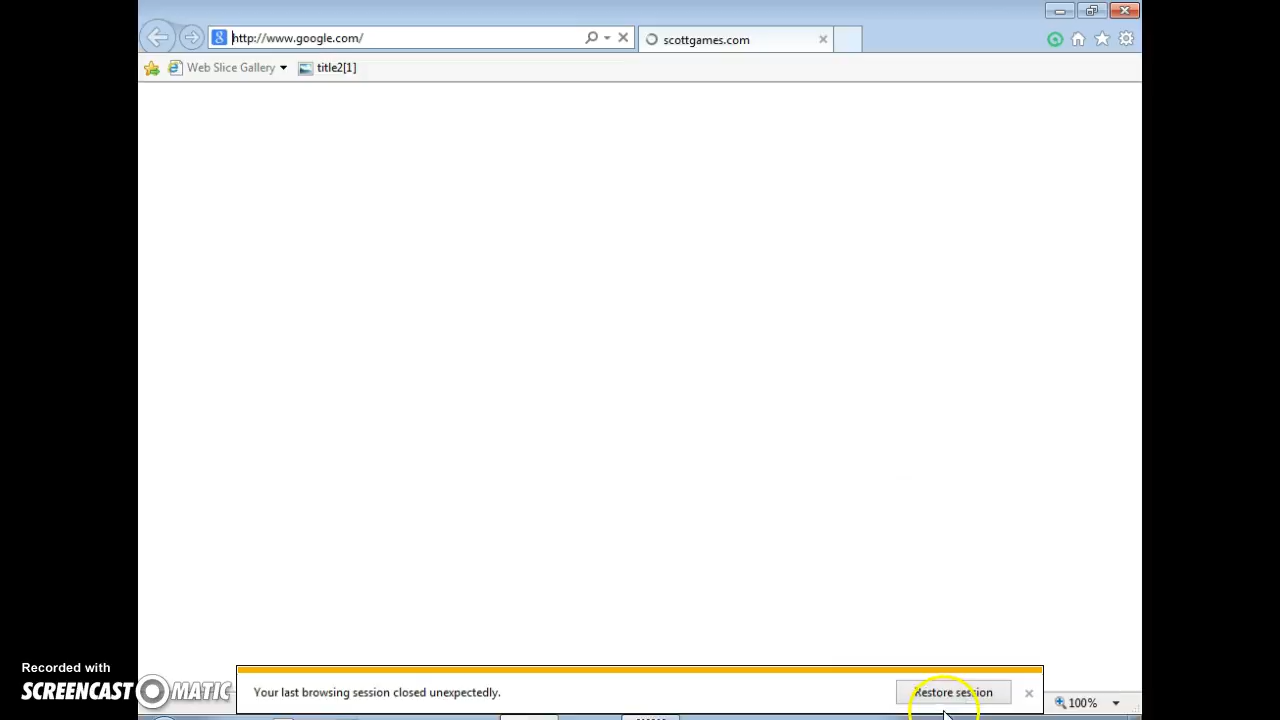 http://www.google.com/
scottgames.com
Web Slice Gallery
title2[1]
Recorded with
SCREENCAST MATIC
Your last browsing session closed unexpectedly.
Restore session
100%